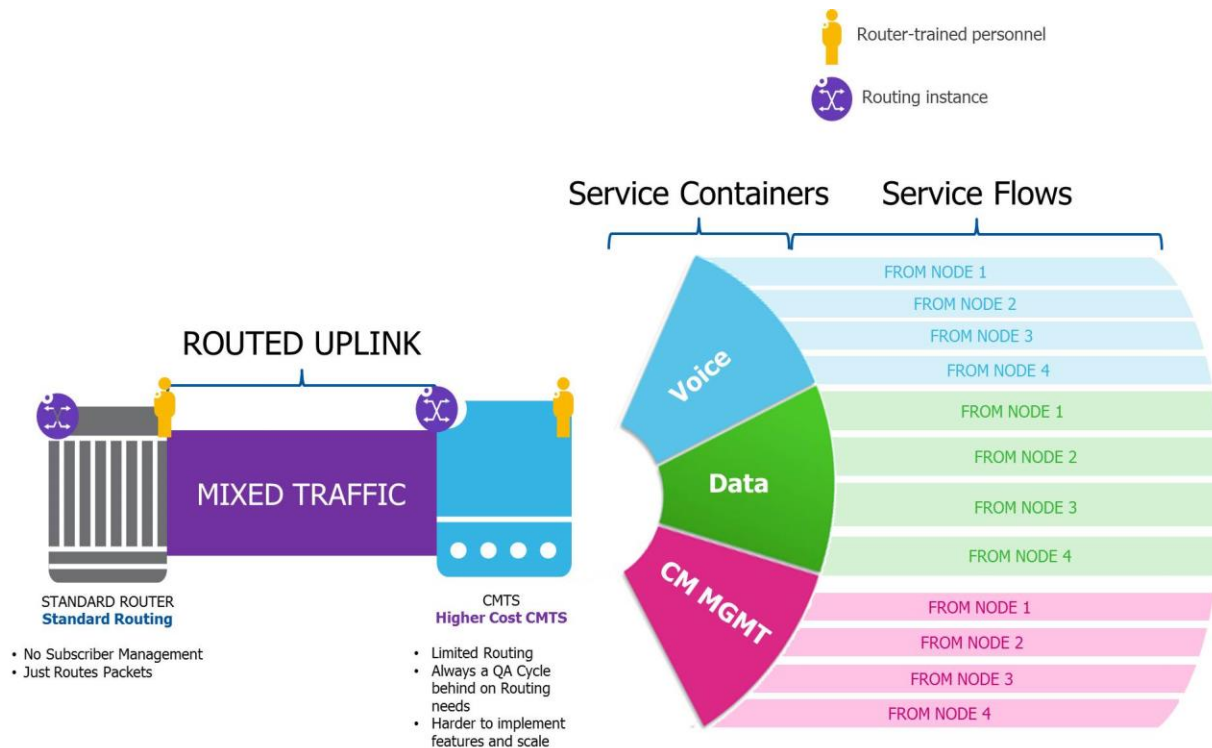 Router-trained personnel
Routing instance
Service Containers
Service Flows
ROUTED UPLINK
MIXED TRAFFIC
STANDARD ROUTER
Standard Routing
• No Subscriber Management
• Just Routes Packets
CMTS
Higher Cost CMTS
• Limited Routing
• Always a QA Cycle
behind on Routing
needs
• Harder to implement
features and scale
Voice
FROM NODE 1
FROM NODE 2
FROM NODE 3
FROM NODE 4
Data
FROM NODE 1
FROM NODE 2
FROM NODE 3
FROM NODE 4
CM MGMT
FROM NODE 1
FROM NODE 2
FROM NODE 3
FROM NODE 4